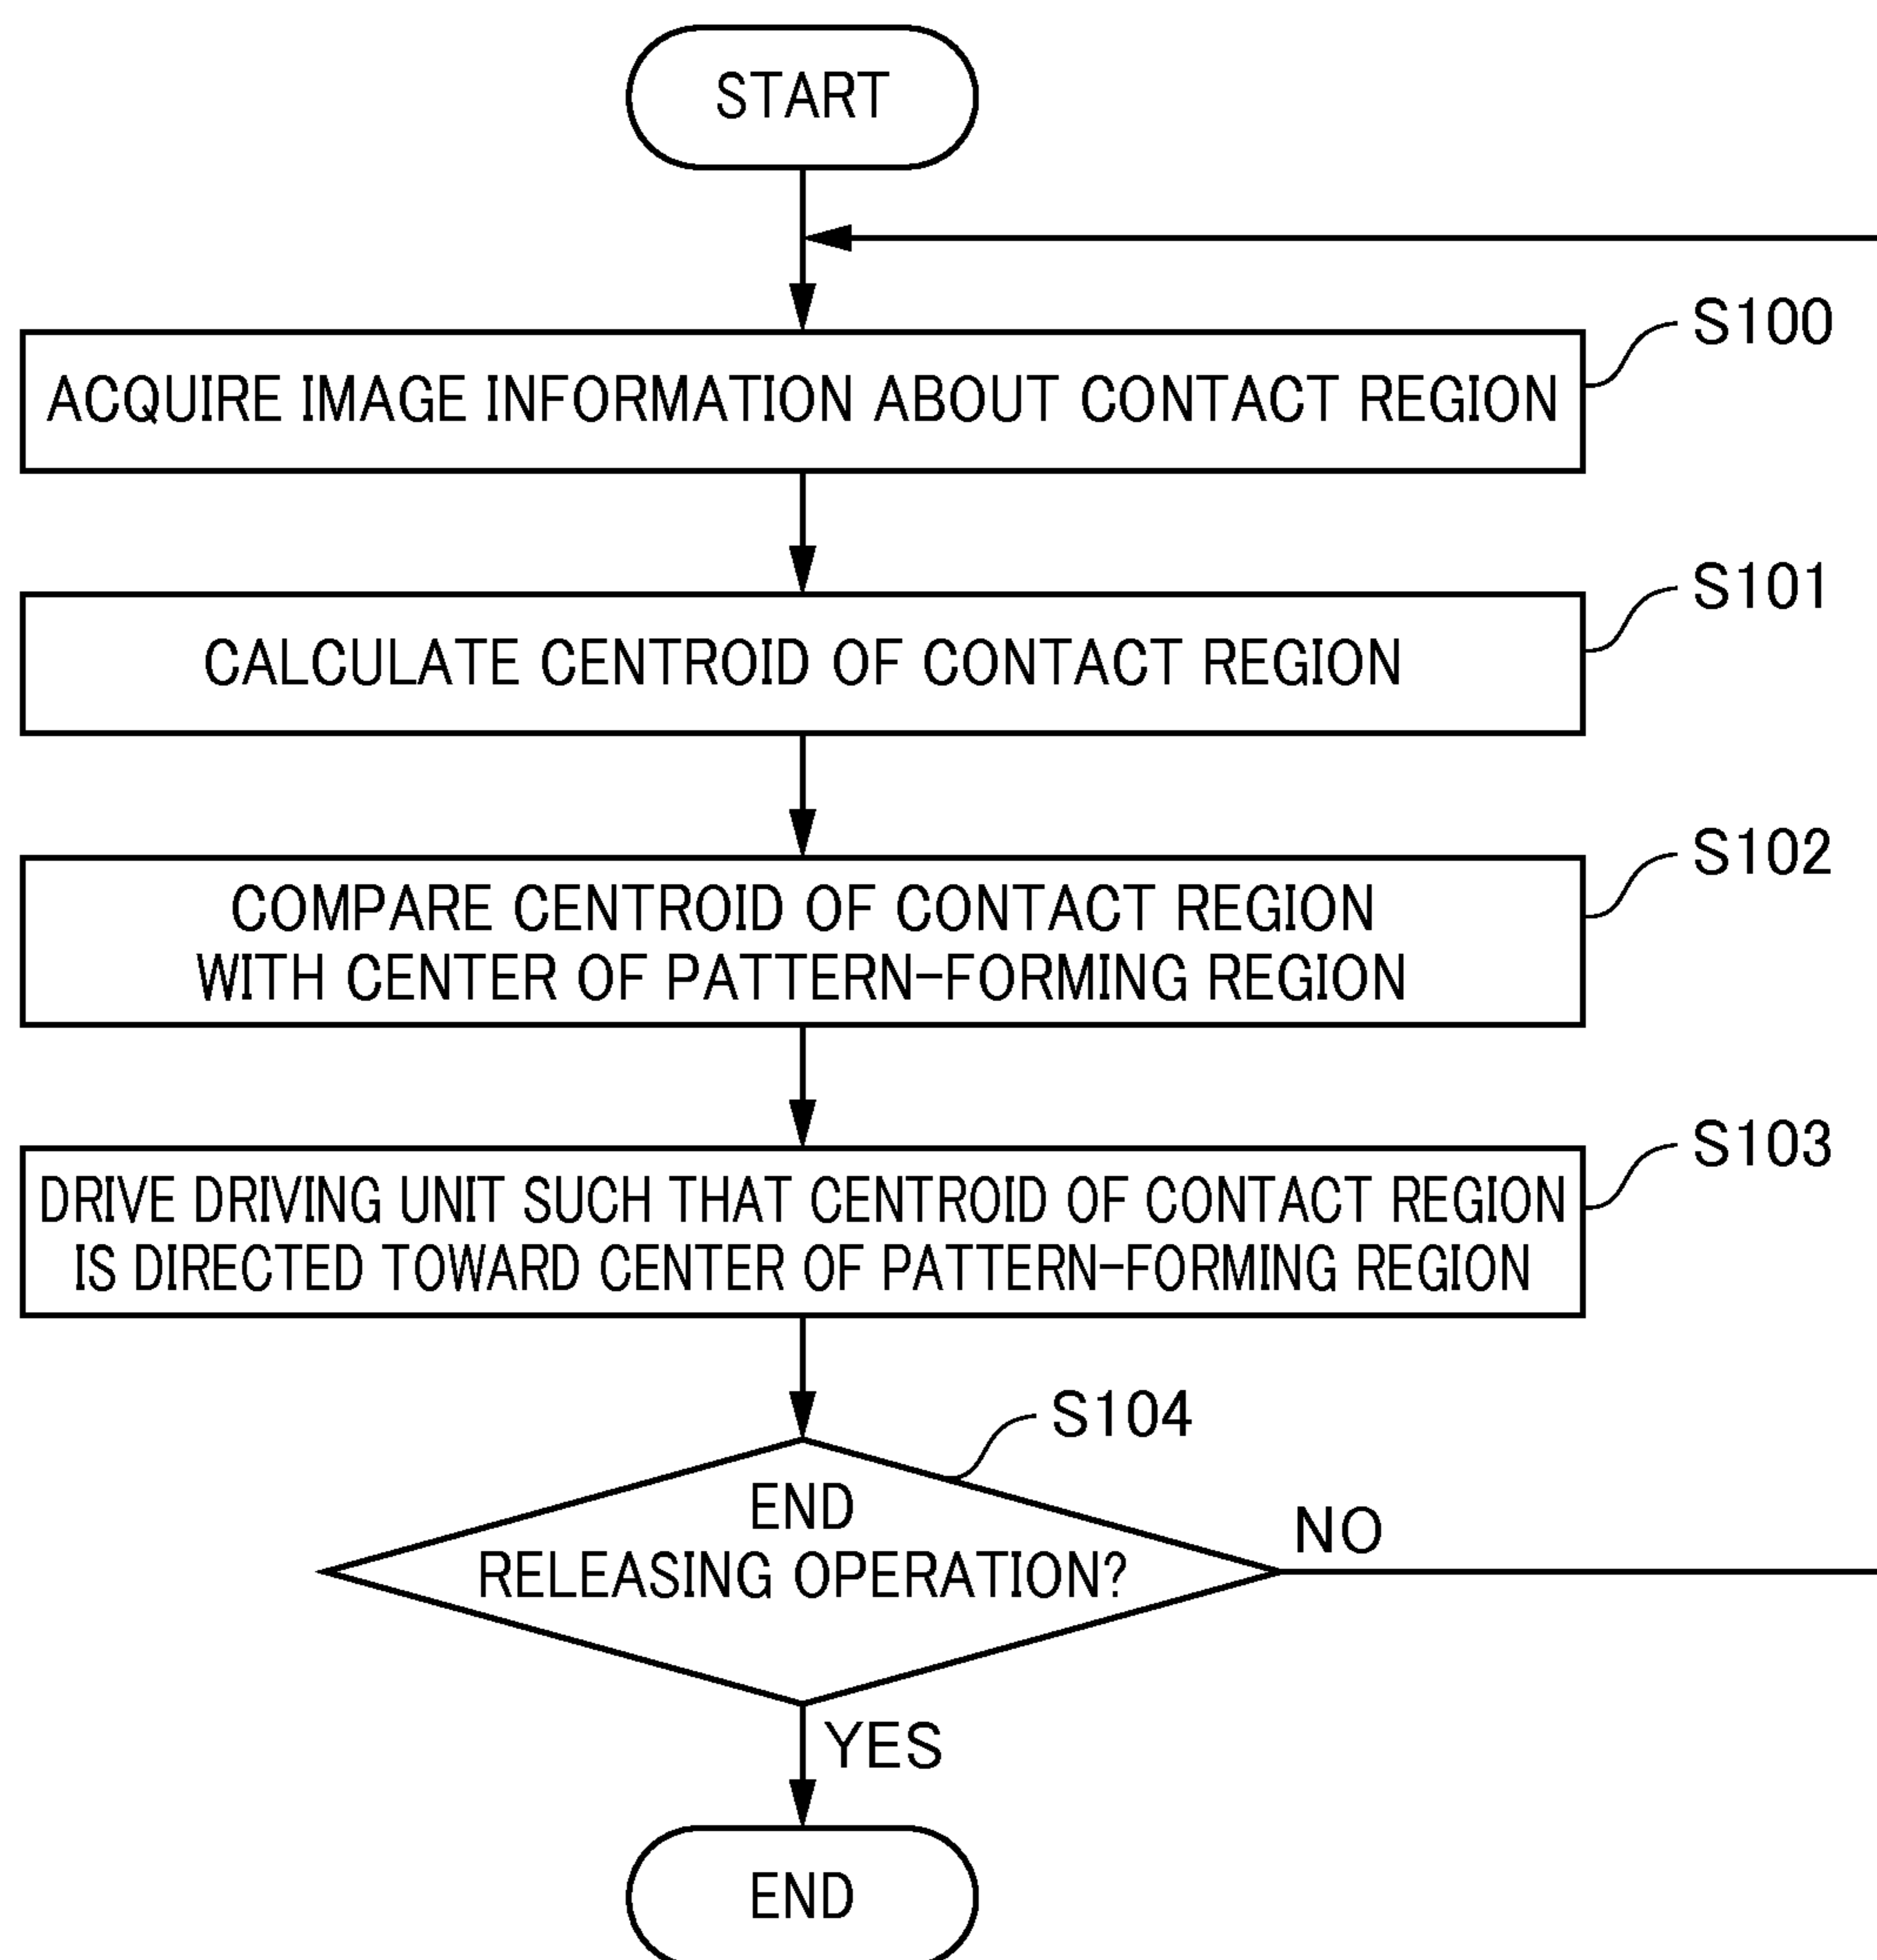 START
S100
ACQUIRE IMAGE INFORMATION ABOUT CONTACT REGION
S101
CALCULATE CENTROID OF CONTACT REGION
S102
COMPARE CENTROID OF CONTACT REGION
WITH CENTER OF PATTERN-FORMING REGION
S103
DRIVE DRIVING UNIT SUCH THAT CENTROID OF CONTACT REGION
IS DIRECTED TOWARD CENTER OF PATTERN-FORMING REGION
S104
END
RELEASING OPERATION?
NO
YES
END